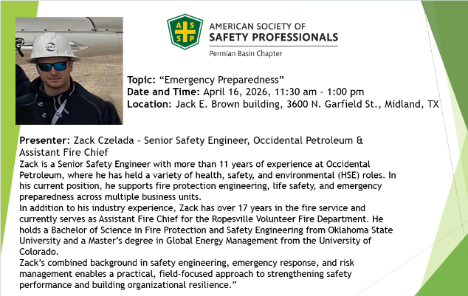 AMERICAN SOCIETY OF
SAFETY PROFESSIONALS
Permian Basin Chapter
Topic: “Emergency Preparedness”
Date and Time: April 16, 2026, 11:30 am – 1:00 pm
Location: Jack E. Brown building, 3600 N. Garfield St., Midland, TX
Presenter: Zack Czelada – Senior Safety Engineer, Occidental Petroleum &
Assistant Fire Chief
Zack is a Senior Safety Engineer with more than 11 years of experience at Occidental
Petroleum, where he has held a variety of health, safety, and environmental (HSE) roles. In
his current position, he supports fire protection engineering, life safety, and emergency
preparedness across multiple business units.
In addition to his industry experience, Zack has over 17 years in the fire service and
currently serves as Assistant Fire Chief for the Ropesville Volunteer Fire Department. He
holds a Bachelor of Science in Fire Protection and Safety Engineering from Oklahoma State
University and a Master’s degree in Global Energy Management from the University of
Colorado.
Zack’s combined background in safety engineering, emergency response, and risk
management enables a practical, field-focused approach to strengthening safety
performance and building organizational resilience.”